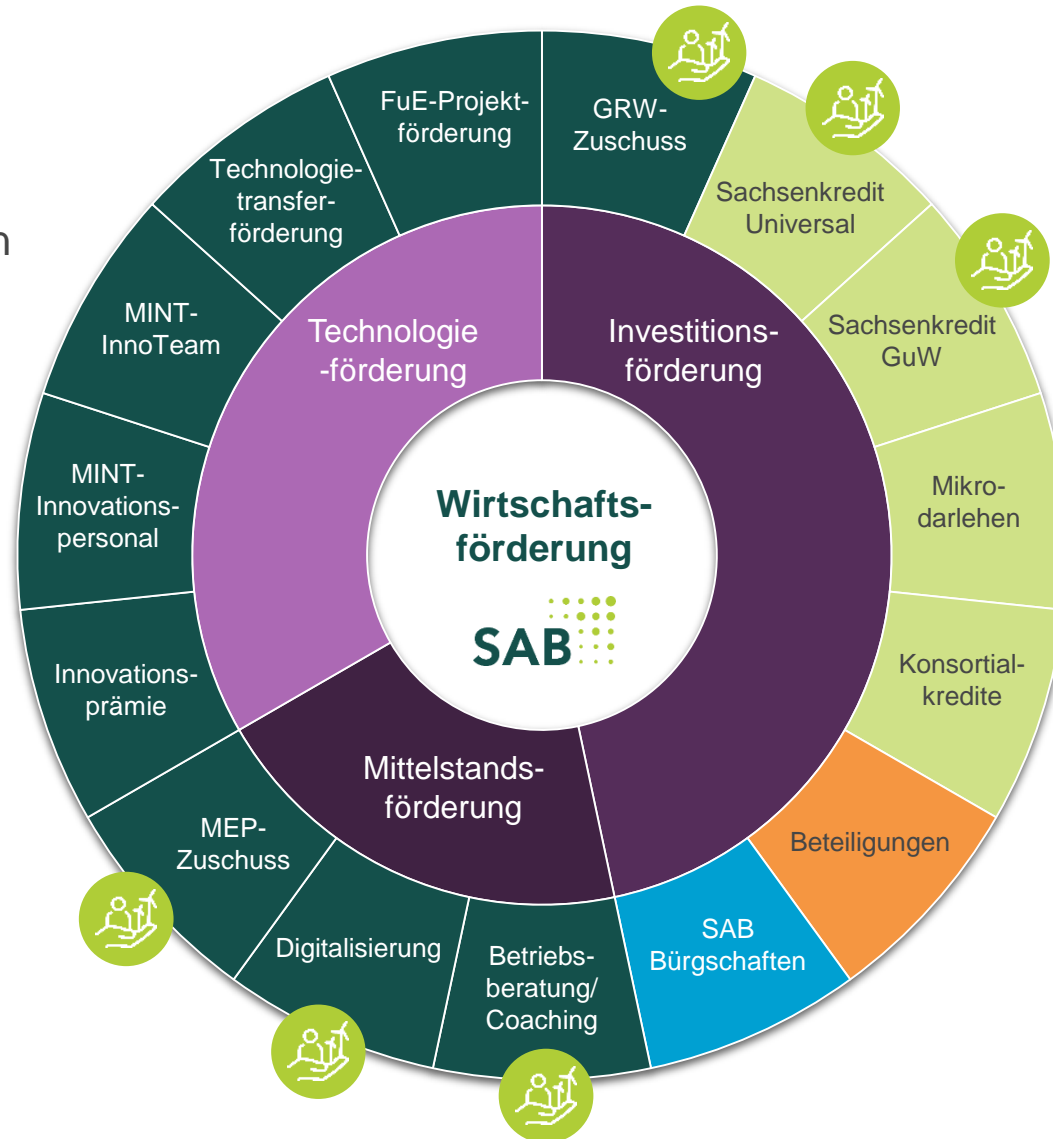 FuE-Projekt-
förderung
GRW-
Zuschuss
Sachsenkredit
Universal
Sachsenkredit
GuW
Mikro-
darlehen
Konsortial-
kredite
Beteiligungen
SAB
Bürgschaften
Betriebs-
beratung/
Coaching
Digitalisierung
MEP-
Zuschuss
Innovations-
prämie
MINT-
Innovations-
personal
MINT-
InnoTeam
Technologie-
transfer-
förderung
Technologie
-förderung
Investitions-
förderung
Mittelstands-
förderung
Wirtschafts-
förderung
SAB